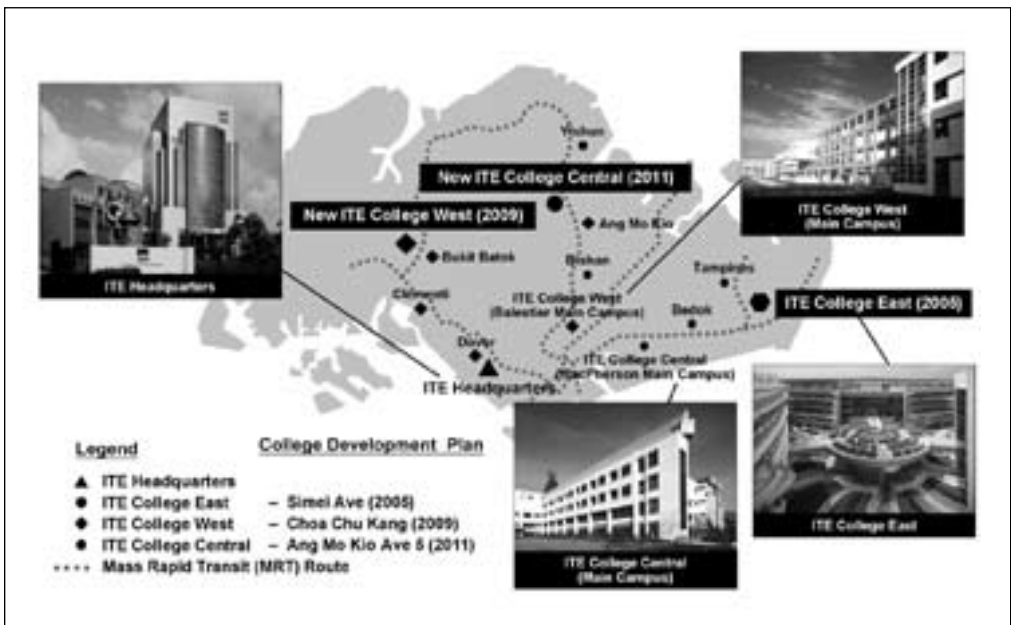 Yishun
New ITE College Central (2011)
New ITE College West (2009)
ITE College West
(Main Campus)
Ang Mo Kio
Bukit Batok
Bishan
ITE Headquarters
Tampines
Clementi
ITE College West
(Balestier Main Campus)
ITE College East (2005)
Bedok
Dover
ITE College Central
(MacPherson Main Campus)
ITE Headquarters
Legend
College Development Plan
ITE Headquarters
ITE College East – Simei Ave (2005)
ITE College West – Choa Chu Kang (2009)
ITE College Central – Ang Mo Kio Ave 5 (2011)
Mass Rapid Transit (MRT) Route
ITE College East
ITE College Central
(Main Campus)